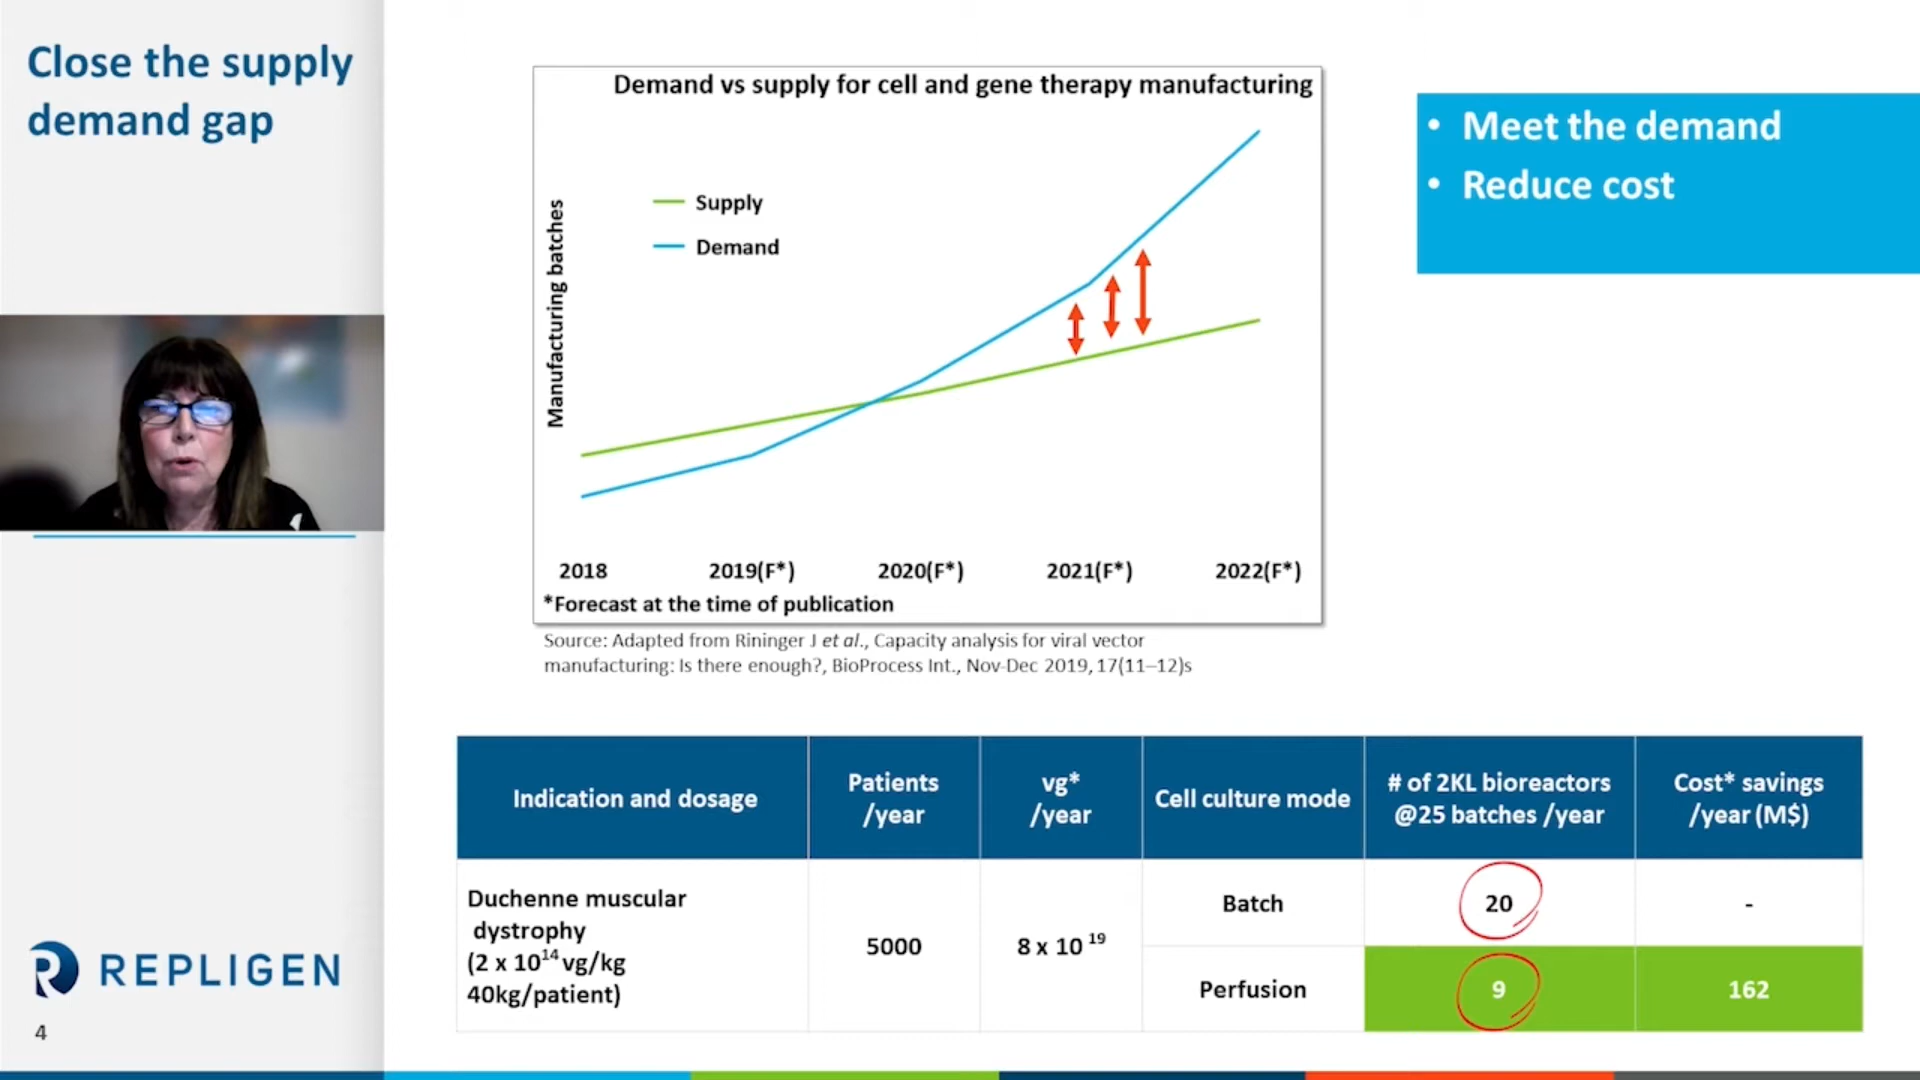 Close the supply
demand gap
Demand vs supply for cell and gene therapy manufacturing
Supply
Demand
Manufacturing batches
2018 2019(F*) 2020(F*) 2021(F*) 2022(F*)
*Forecast at the time of publication
Source: Adapted from Rininger J et al., Capacity analysis for viral vector
manufacturing: Is there enough?, BioProcess Int., Nov-Dec 2019, 17(11–12)s
• Meet the demand
• Reduce cost
Indication and dosage
Patients
/year
vg*
/year
Cell culture mode
# of 2KL bioreactors
@25 batches /year
Cost* savings
/year (M$)
Duchenne muscular
dystrophy
(2 x 10¹⁴ vg/kg
40kg/patient)
5000
8 x 10 ¹⁹
Batch
20
-
Perfusion
9
162
REPLIGEN
4